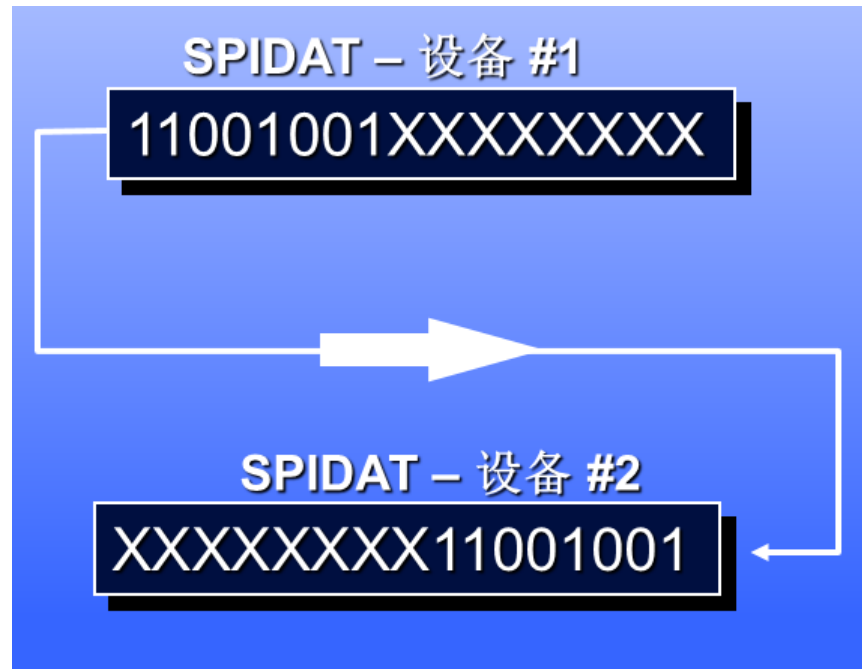 SPIDAT – 设备 #1
11001001XXXXXXXX
SPIDAT – 设备 #2
XXXXXXXX11001001